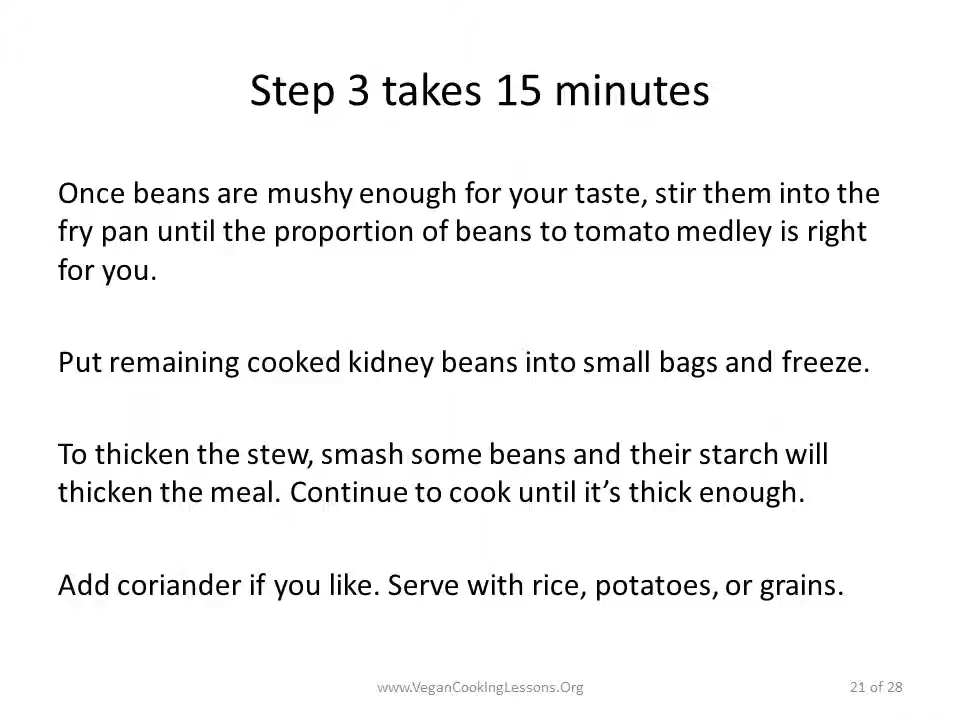 Step 3 takes 15 minutes
Once beans are mushy enough for your taste, stir them into the
fry pan until the proportion of beans to tomato medley is right
for you.
Put remaining cooked kidney beans into small bags and freeze.
To thicken the stew, smash some beans and their starch will
thicken the meal. Continue to cook until it’s thick enough.
Add coriander if you like. Serve with rice, potatoes, or grains.
www.VeganCookingLessons.Org
21 of 28